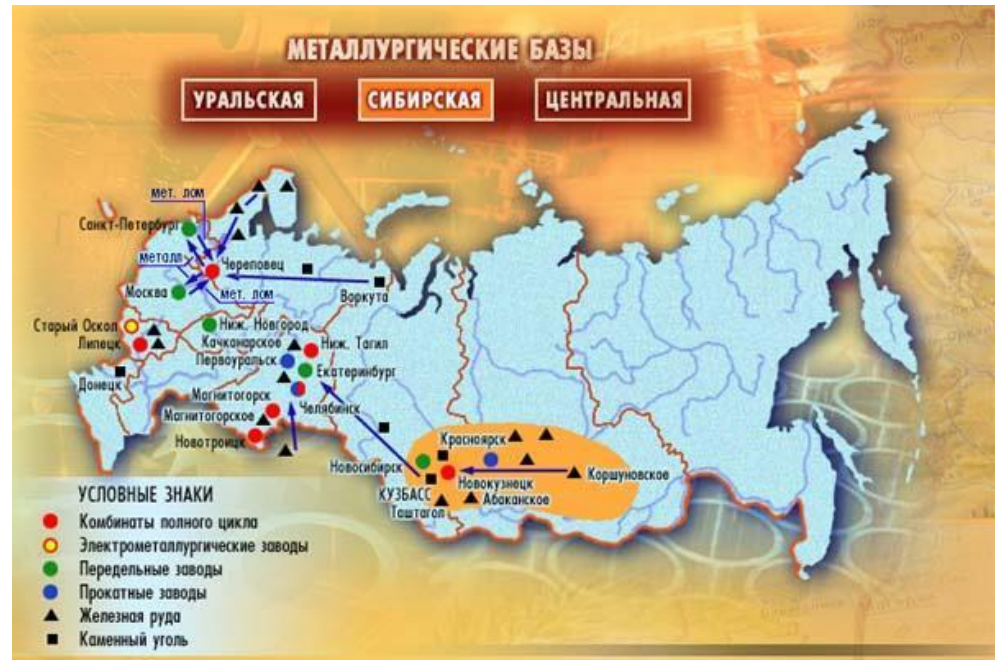 МЕТАЛЛУРГИЧЕСКИЕ БАЗЫ
УРАЛЬСКАЯ
СИБИРСКАЯ
ЦЕНТРАЛЬНАЯ
мет. лом
Санкт-Петербург
металл
Череповец
мет. лом
Москва
Воркута
Старый Оскол
Ниж. Новгород
Липецк
Качканарское
Ниж. Тагил
Первоуральск
Екатеринбург
Донецк
Магнитогорск
Челябинск
Магнитогорское
Новотроицк
Красноярск
Новосибирск
Новокузнецк
Коршуновское
КУЗБАСС
Абаканское
Таштагол
УСЛОВНЫЕ ЗНАКИ
Комбинаты полного цикла
Электрометаллургические заводы
Передельные заводы
Прокатные заводы
Железная руда
Каменный уголь